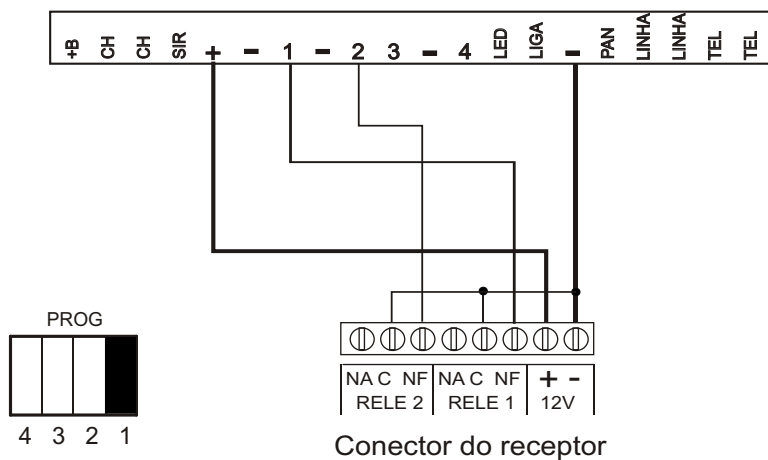 +B CH CH SIR + - 1 - 2 3 - 4 LED LIGA - PAN LINHA LINHA TEL TEL
PROG
4 3 2 1
NA C NF NA C NF + -
RELE 2 RELE 1 12V
Conector do receptor